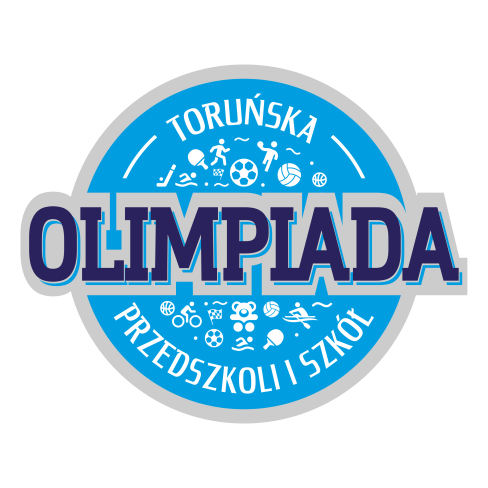 TORUŃSKA
OLIMPIADA
PRZEDSZKOLI I SZKÓŁ